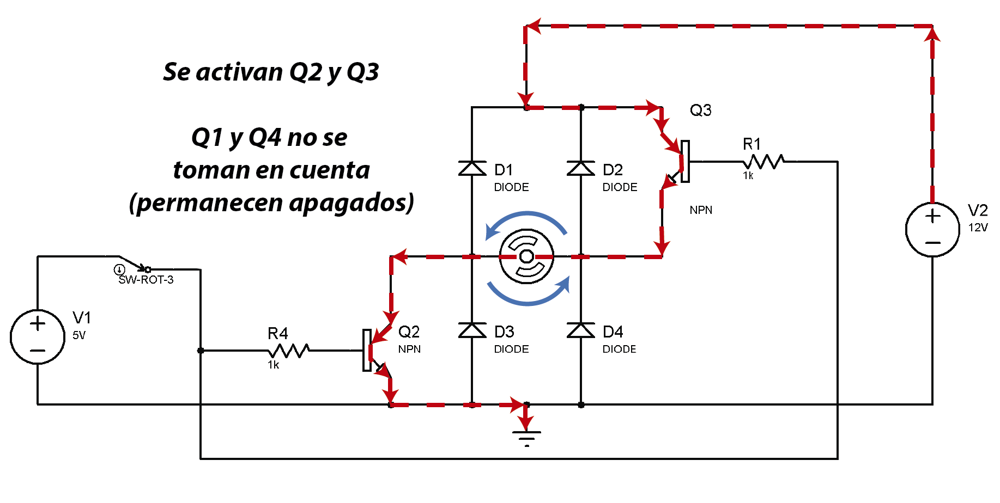 Se activan Q2 y Q3
Q1 y Q4 no se
toman en cuenta
(permanecen apagados)
Q3
NPN
R1
1k
D1
DIODE
D2
DIODE
V2
12V
+
−
SW-ROT-3
V1
5V
+
−
R4
1k
Q2
NPN
D3
DIODE
D4
DIODE